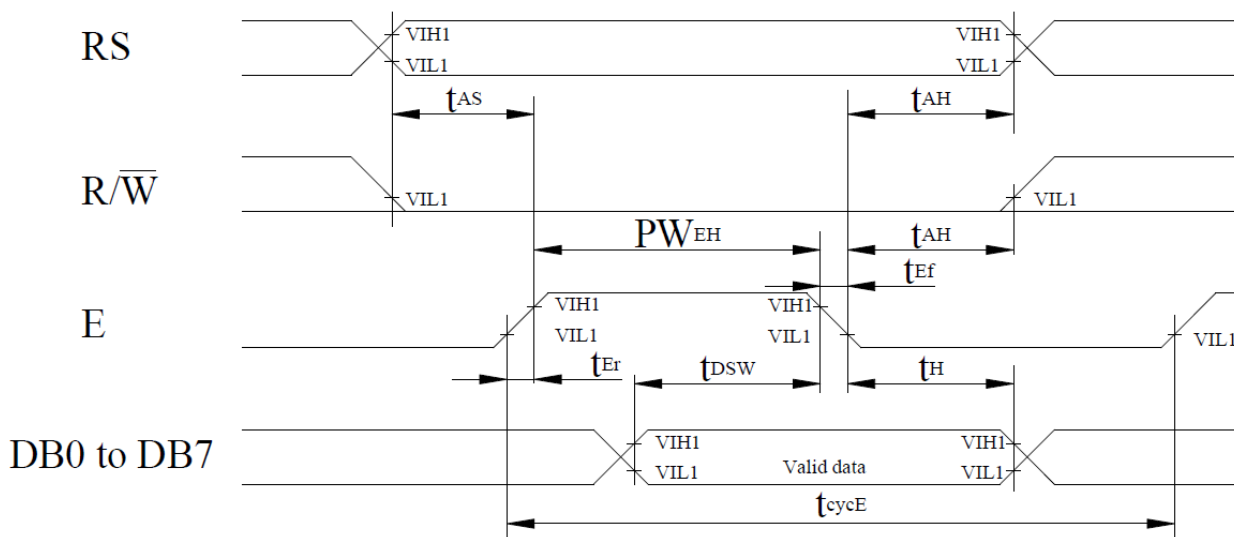 RS
VIH1
VIH1
VIL1
VIL1
tAS
tAH
R/W̅
VIL1
VIL1
PWEH
tAH
tEf
E
VIH1
VIH1
VIL1
VIL1
VIL1
tEr
tDSW
tH
DB0 to DB7
VIH1
VIH1
VIL1
Valid data
VIL1
tcycE